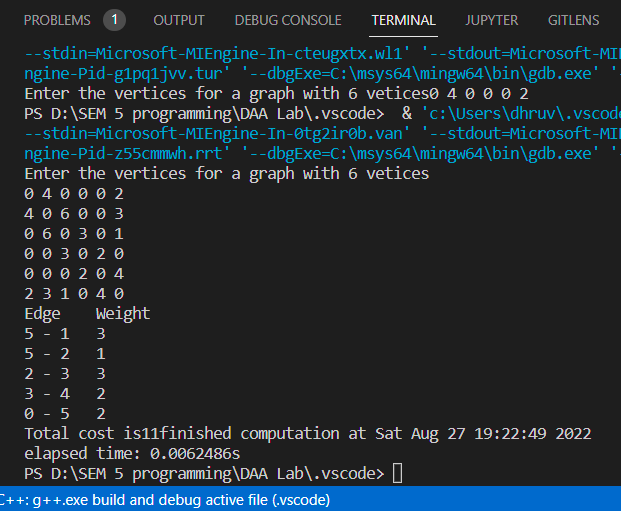 PROBLEMS 1 OUTPUT DEBUG CONSOLE TERMINAL JUPYTER GITLENS
--stdin=Microsoft-MIEngine-In-cteugxtx.wl1' '--stdout=Microsoft-MI
ngine-Pid-g1pq1jvv.tur' '--dbgExe=C:\msys64\mingw64\bin\gdb.exe' '
Enter the vertices for a graph with 6 vetices0 4 0 0 0 2
PS D:\SEM 5 programming\DAA Lab\.vscode>  & 'c:\Users\dhruv\.vscod
--stdin=Microsoft-MIEngine-In-0tg2ir0b.van' '--stdout=Microsoft-MI
ngine-Pid-z55cmmwh.rrt' '--dbgExe=C:\msys64\mingw64\bin\gdb.exe' '-
Enter the vertices for a graph with 6 vetices
0 4 0 0 0 2
4 0 6 0 0 3
0 6 0 3 0 1
0 0 3 0 2 0
0 0 0 2 0 4
2 3 1 0 4 0
Edge Weight
5 - 1 3
5 - 2 1
2 - 3 3
3 - 4 2
0 - 5 2
Total cost is11finished computation at Sat Aug 27 19:22:49 2022
elapsed time: 0.0062486s
PS D:\SEM 5 programming\DAA Lab\.vscode>
C++: g++.exe build and debug active file (.vscode)